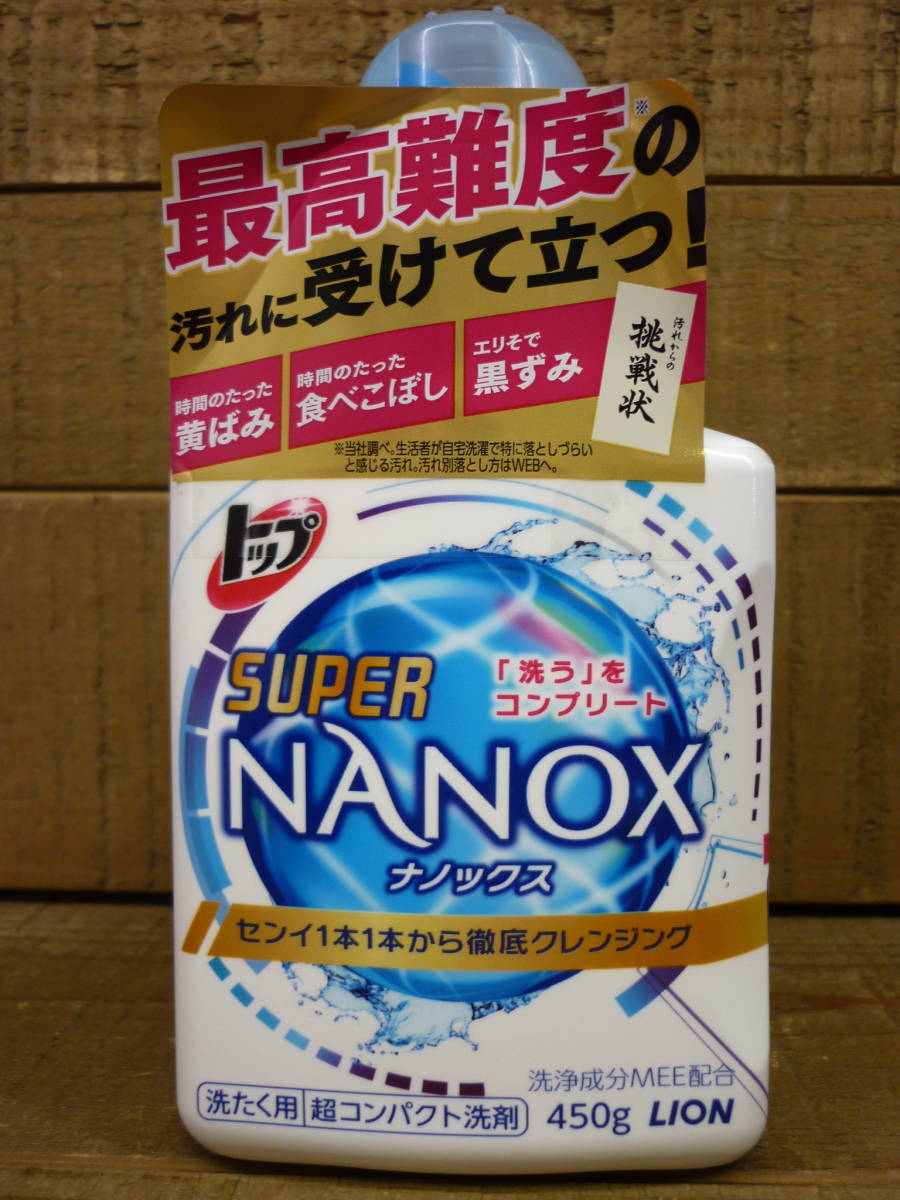 最高難度※の
汚れに受けて立つ!
時間のたった
黄ばみ
時間のたった
食べこぼし
エリそで
黒ずみ
汚れからの
挑戦状
※当社調べ。生活者が自宅洗濯で特に落としづらい
と感じる汚れ。汚れ別落とし方はWEBへ。
トップ
SUPER
「洗う」を
コンプリート
NANOX
ナノックス
センイ1本1本から徹底クレンジング
洗浄成分MEE配合
洗たく用 超コンパクト洗剤 450g LION